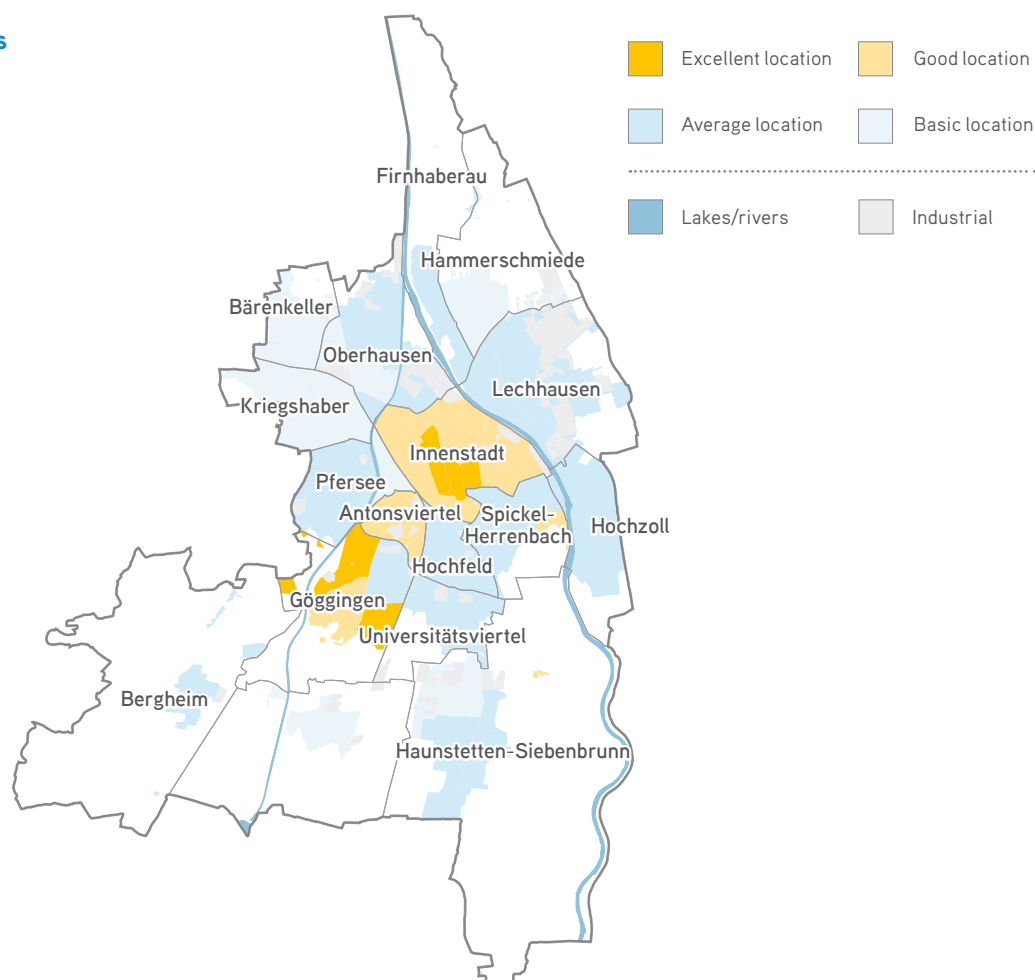 s
Excellent location
Good location
Average location
Basic location
Lakes/rivers
Industrial
Firnhaberau
Hammerschmiede
Bärenkeller
Oberhausen
Lechhausen
Kriegshaber
Innenstadt
Pfersee
Antonsviertel
Spickel-
Herrenbach
Hochzoll
Hochfeld
Göggingen
Universitätsviertel
Bergheim
Haunstetten-Siebenbrunn